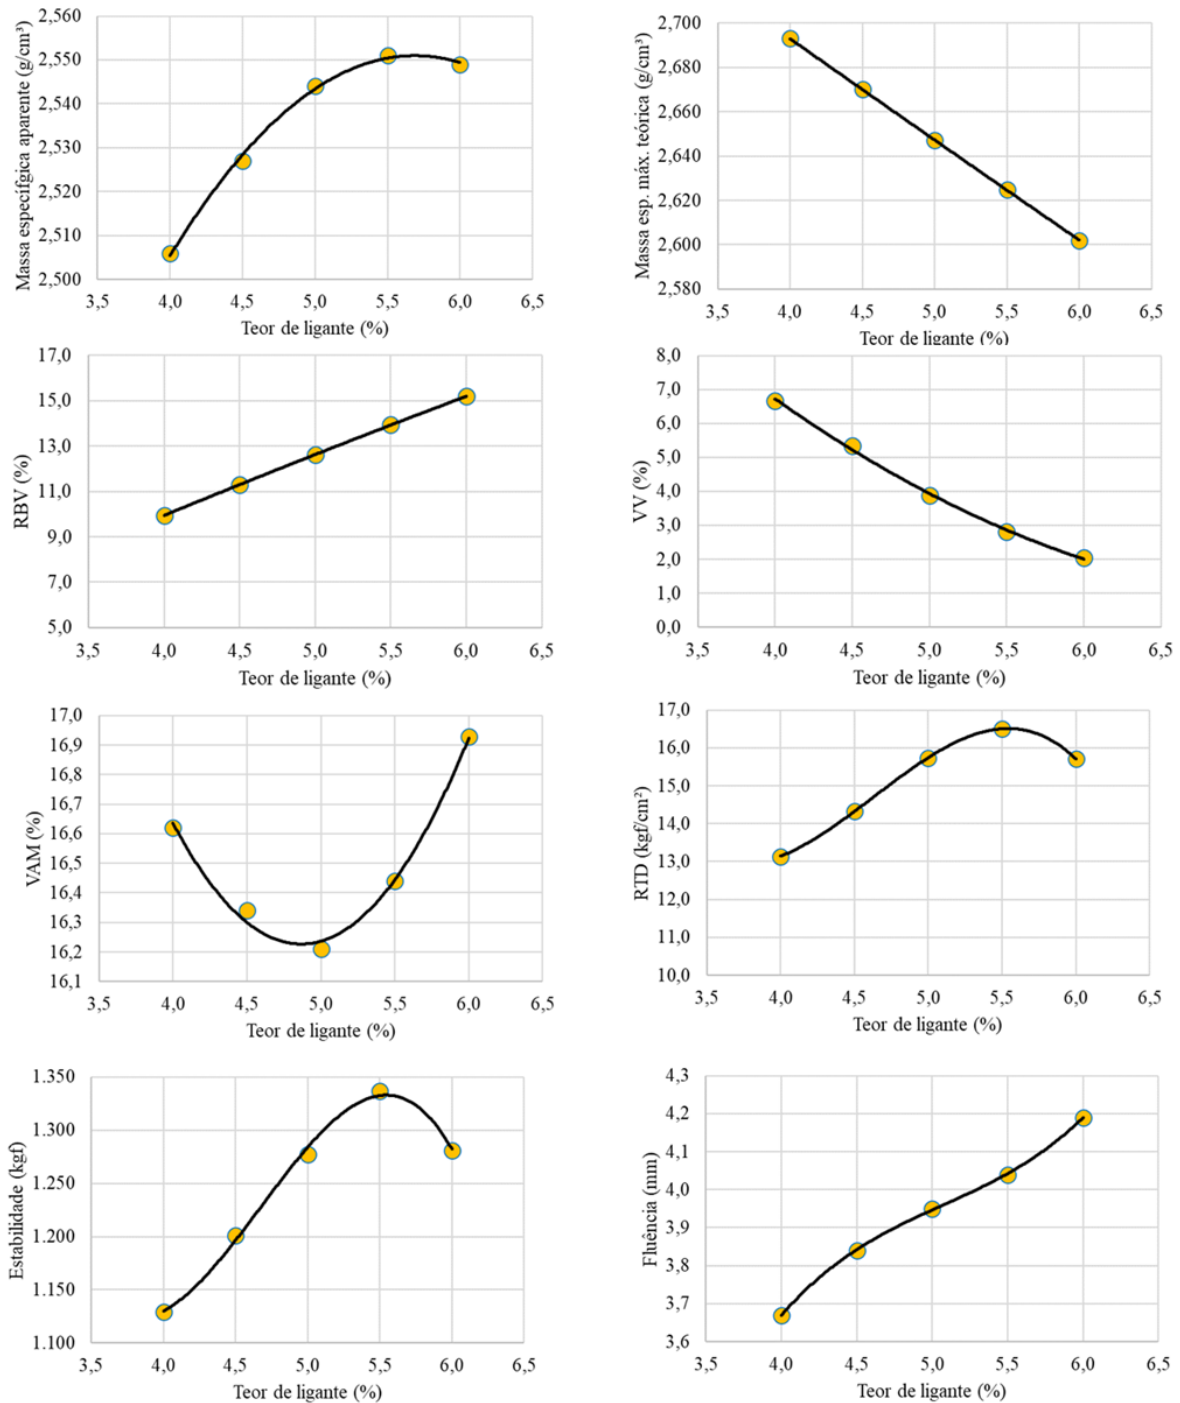 2,560
2,550
2,540
2,530
2,520
2,510
2,500
Massa especifígica aparente (g/cm³)
3,5 4,0 4,5 5,0 5,5 6,0 6,5
Teor de ligante (%)
2,700
2,680
2,660
2,640
2,620
2,600
2,580
Massa esp. máx. teórica (g/cm³)
3,5 4,0 4,5 5,0 5,5 6,0 6,5
Teor de ligante (%)
17,0
15,0
13,0
11,0
9,0
7,0
5,0
RBV (%)
3,5 4,0 4,5 5,0 5,5 6,0 6,5
Teor de ligante (%)
8,0
7,0
6,0
5,0
4,0
3,0
2,0
1,0
0,0
VV (%)
3,5 4,0 4,5 5,0 5,5 6,0 6,5
Teor de ligante (%)
17,0
16,9
16,8
16,7
16,6
16,5
16,4
16,3
16,2
16,1
VAM (%)
3,5 4,0 4,5 5,0 5,5 6,0 6,5
Teor de ligante (%)
17,0
16,0
15,0
14,0
13,0
12,0
11,0
10,0
RTD (kgf/cm²)
3,5 4,0 4,5 5,0 5,5 6,0 6,5
Teor de ligante (%)
1.350
1.300
1.250
1.200
1.150
1.100
Estabilidade (kgf)
3,5 4,0 4,5 5,0 5,5 6,0 6,5
Teor de ligante (%)
4,3
4,2
4,1
4,0
3,9
3,8
3,7
3,6
Fluência (mm)
3,5 4,0 4,5 5,0 5,5 6,0 6,5
Teor de ligante (%)